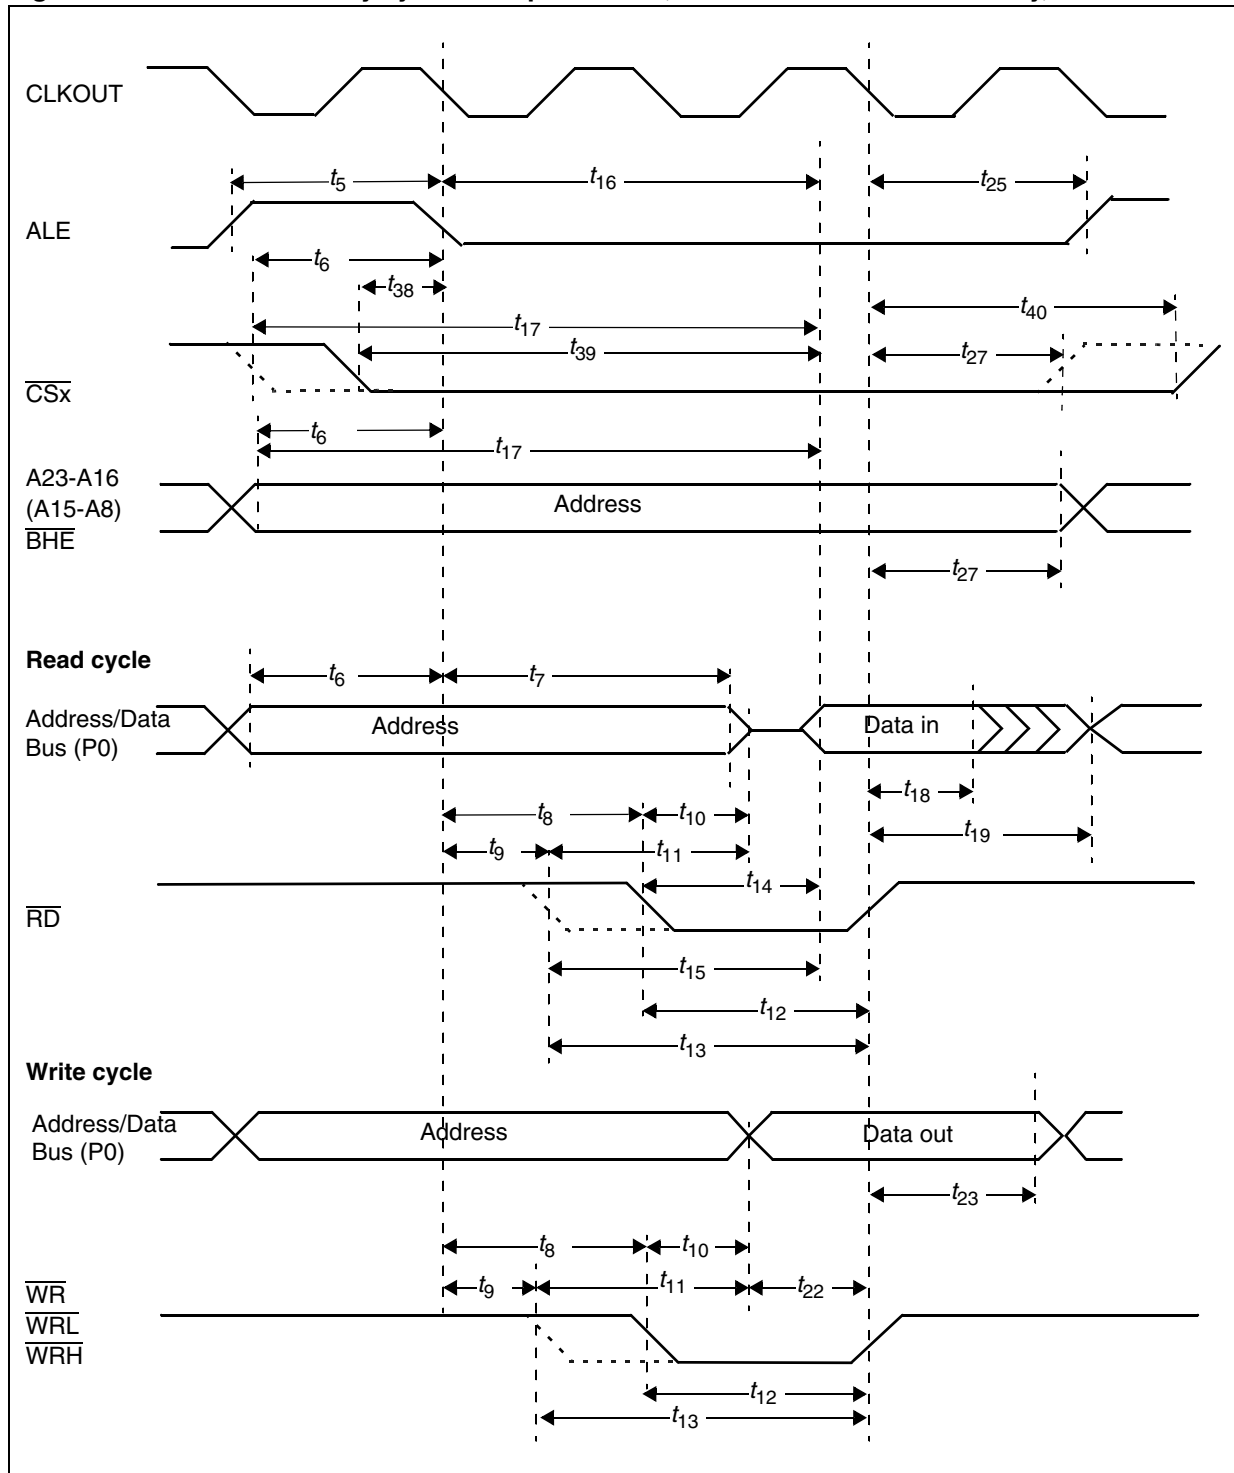 CLKOUT
t5
t16
t25
ALE
t6
t38
t40
t17
t39
t27
CSx
t6
t17
A23-A16
(A15-A8)
BHE
Address
t27
Read cycle
t6
t7
Address/Data
Bus (P0)
Address
Data in
t18
t8
t10
t19
t9
t11
t14
RD
t15
t12
t13
Write cycle
Address/Data
Bus (P0)
Address
Data out
t23
t8
t10
t9
t11
t22
WR
WRL
WRH
t12
t13